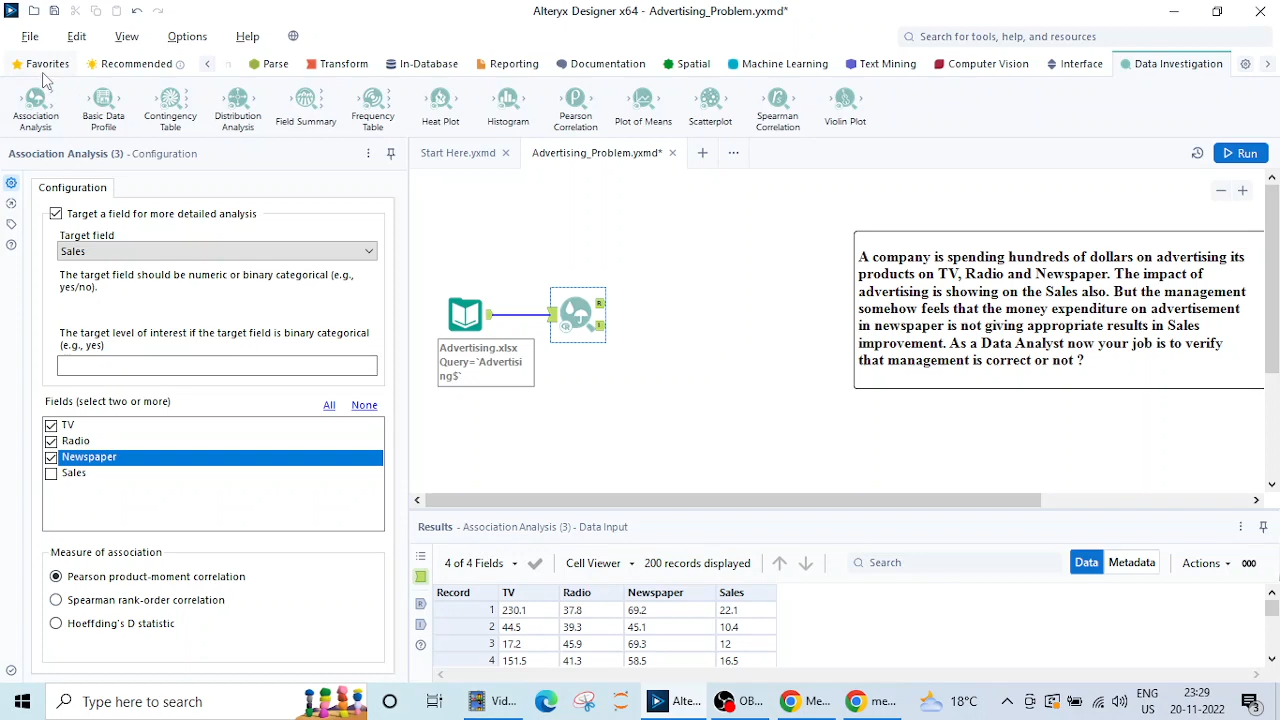 Alteryx Designer x64 - Advertising_Problem.yxmd*
File Edit View Options Help
Search for tools, help, and resources
Favorites Recommended Parse Transform In-Database Reporting Documentation Spatial Machine Learning Text Mining Computer Vision Interface Data Investigation
Association Analysis
Basic Data Profile
Contingency Table
Distribution Analysis
Field Summary
Frequency Table
Heat Plot
Histogram
Pearson Correlation
Plot of Means
Scatterplot
Spearman Correlation
Violin Plot
Association Analysis (3) - Configuration
Start Here.yxmd
Advertising_Problem.yxmd*
Run
Configuration
Target a field for more detailed analysis
Target field
Sales
The target field should be numeric or binary categorical (e.g.,
yes/no).
The target level of interest if the target field is binary categorical
(e.g., yes)
Fields (select two or more)
All None
TV
Radio
Newspaper
Sales
Measure of association
Pearson product-moment correlation
Spearman rank-order correlation
Hoeffding's D statistic
R
I
Advertising.xlsx
Query=`Advertisi
ng$`
A company is spending hundreds of dollars on advertising its
products on TV, Radio and Newspaper. The impact of
advertising is showing on the Sales also. But the management
somehow feels that the money expenditure on advertisement
in newspaper is not giving appropriate results in Sales
improvement. As a Data Analyst now your job is to verify
that management is correct or not ?
Results - Association Analysis (3) - Data Input
4 of 4 Fields Cell Viewer 200 records displayed Search Data Metadata Actions 000
Record TV Radio Newspaper Sales
1 230.1 37.8 69.2 22.1
2 44.5 39.3 45.1 10.4
3 17.2 45.9 69.3 12
4 151.5 41.3 58.5 16.5
R
I
Type here to search
Vid...
Alte...
OB...
Me...
me...
18°C
ENG
US
23:29
20-11-2022
3